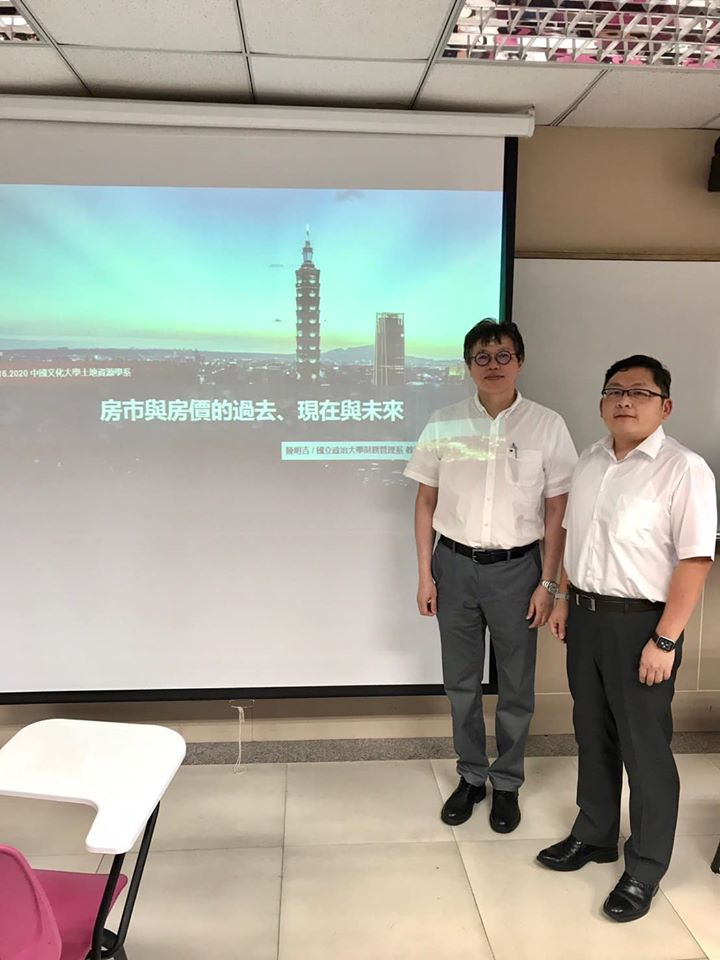 16.2020 中國文化大學土地資源學系
房市與房價的過去、現在與未來
陳明吉 / 國立政治大學財務管理系 教